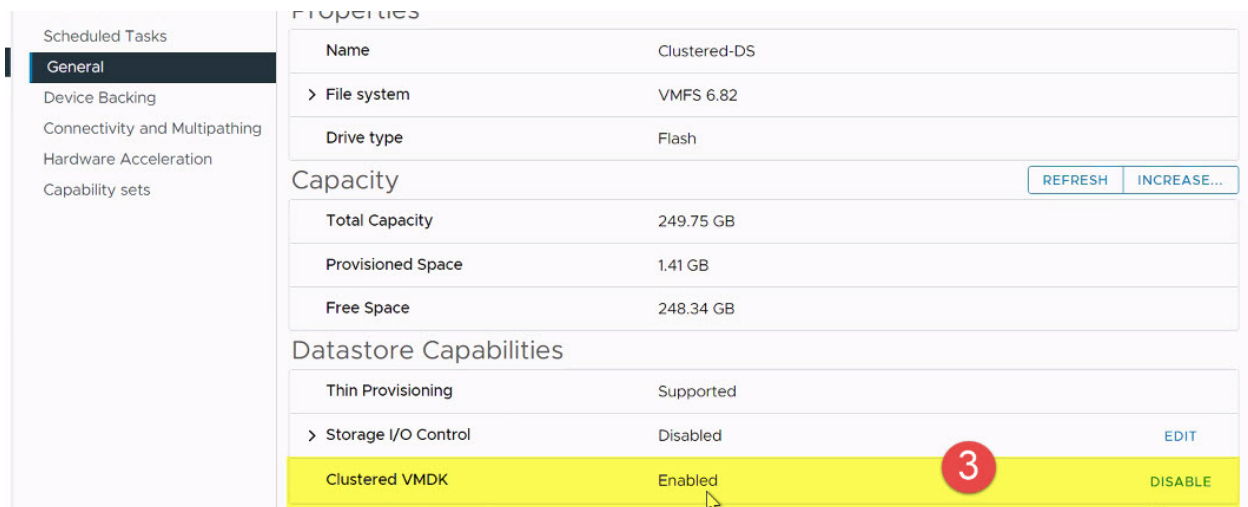 Properties
Scheduled Tasks
General
Device Backing
Connectivity and Multipathing
Hardware Acceleration
Capability sets
Name Clustered-DS
File system VMFS 6.82
Drive type Flash
Capacity REFRESH INCREASE...
Total Capacity 249.75 GB
Provisioned Space 1.41 GB
Free Space 248.34 GB
Datastore Capabilities
Thin Provisioning Supported
Storage I/O Control Disabled EDIT
Clustered VMDK Enabled 3 DISABLE